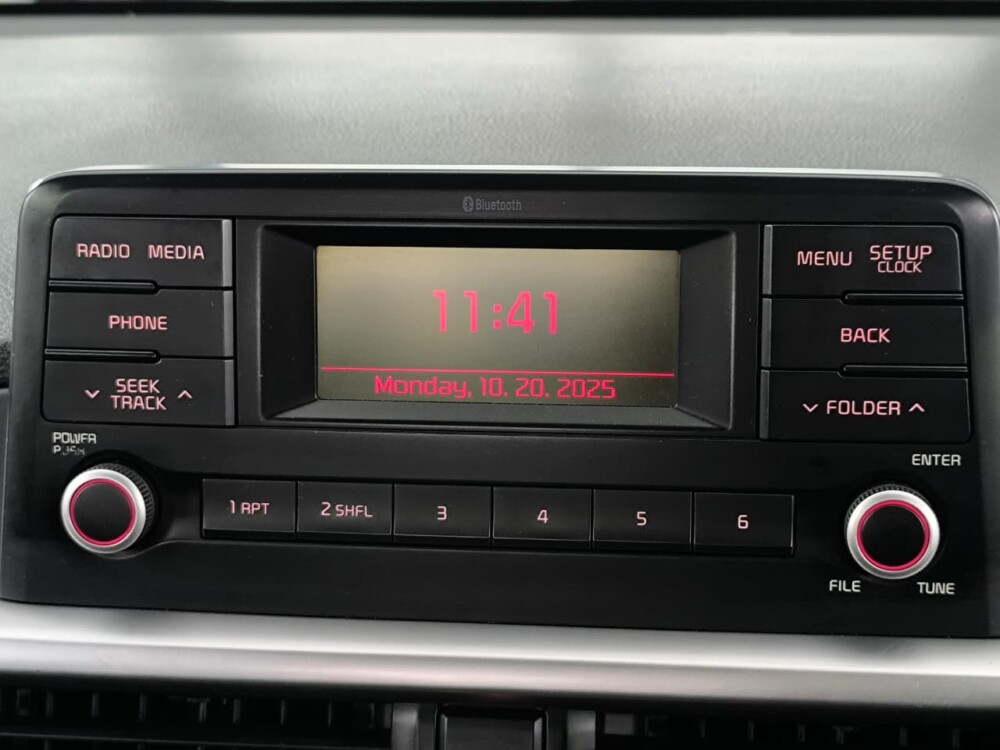 Bluetooth
RADIO MEDIA
PHONE
SEEK
TRACK
11:41
Monday, 10. 20. 2025
MENU SETUP
CLOCK
BACK
FOLDER
POWER
PUSH
1 RPT 2 SHFL 3 4 5 6
ENTER
FILE TUNE